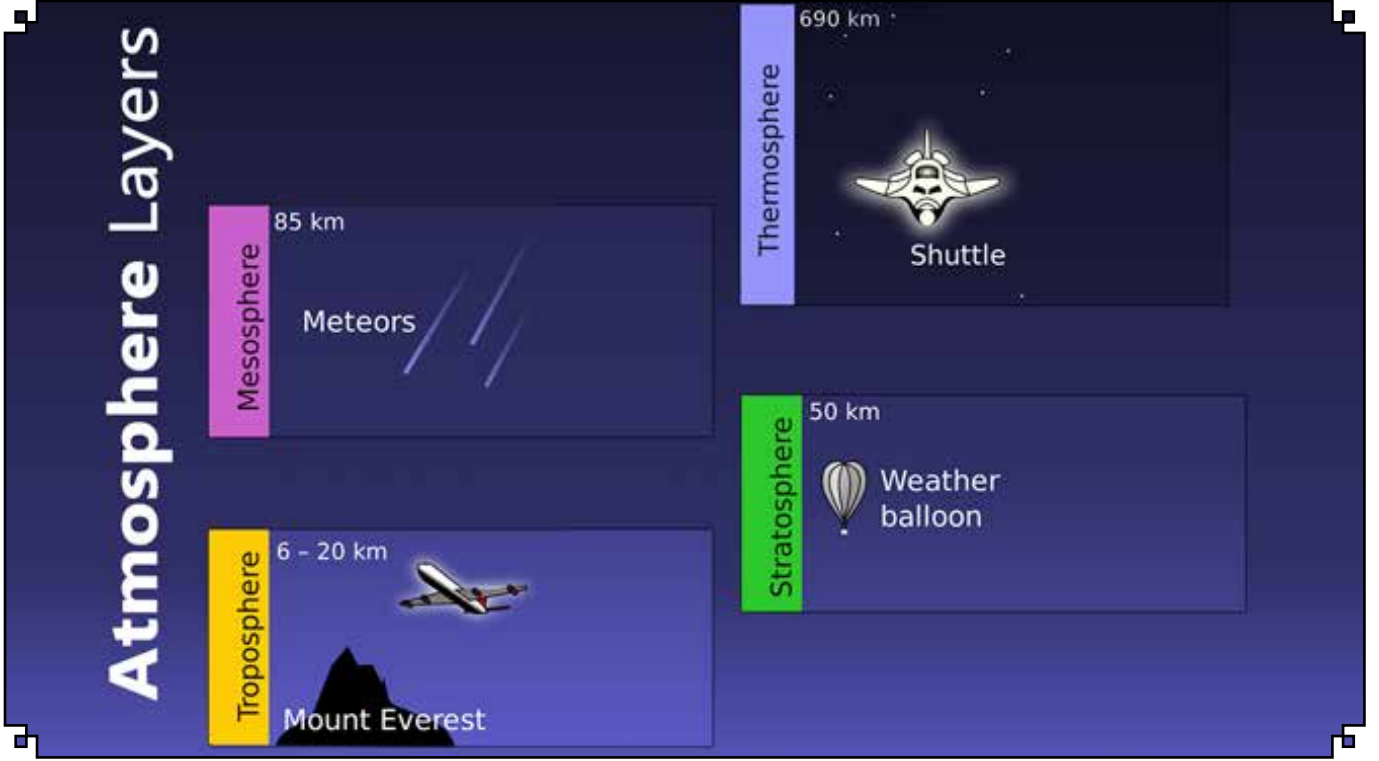 Atmosphere Layers
690 km
Thermosphere
Shuttle
85 km
Mesosphere
Meteors
50 km
Stratosphere
Weather
balloon
6 – 20 km
Troposphere
Mount Everest